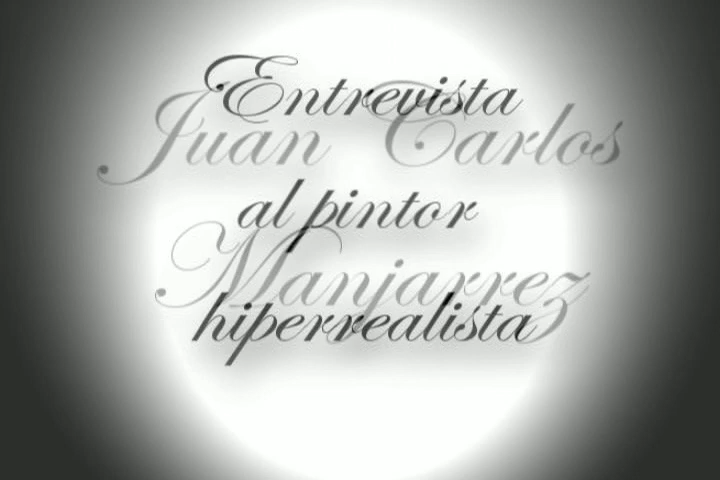 Entrevista
Juan Carlos
al pintor
Manjarrez
hiperrealista